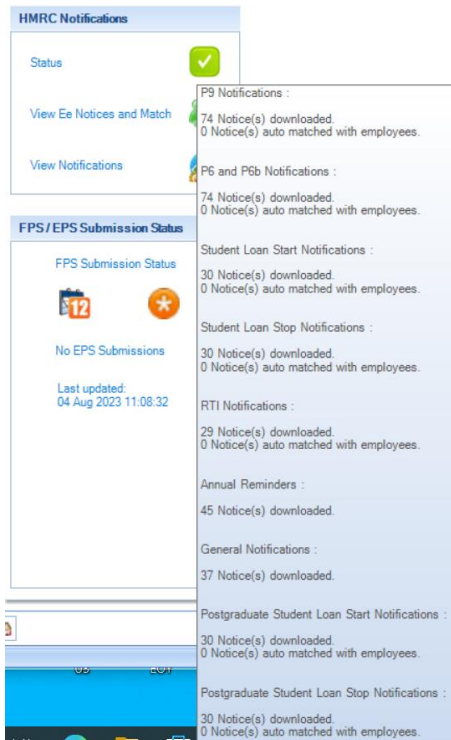 HMRC Notifications
Status
View Ee Notices and Match
View Notifications
FPS / EPS Submission Status
FPS Submission Status
12
No EPS Submissions
Last updated:
04 Aug 2023 11:08:32
P9 Notifications :
74 Notice(s) downloaded.
0 Notice(s) auto matched with employees.
P6 and P6b Notifications :
74 Notice(s) downloaded.
0 Notice(s) auto matched with employees.
Student Loan Start Notifications :
30 Notice(s) downloaded.
0 Notice(s) auto matched with employees.
Student Loan Stop Notifications :
30 Notice(s) downloaded.
0 Notice(s) auto matched with employees.
RTI Notifications :
29 Notice(s) downloaded.
0 Notice(s) auto matched with employees.
Annual Reminders :
45 Notice(s) downloaded.
General Notifications :
37 Notice(s) downloaded.
Postgraduate Student Loan Start Notifications :
30 Notice(s) downloaded.
0 Notice(s) auto matched with employees.
Postgraduate Student Loan Stop Notifications :
30 Notice(s) downloaded.
0 Notice(s) auto matched with employees.